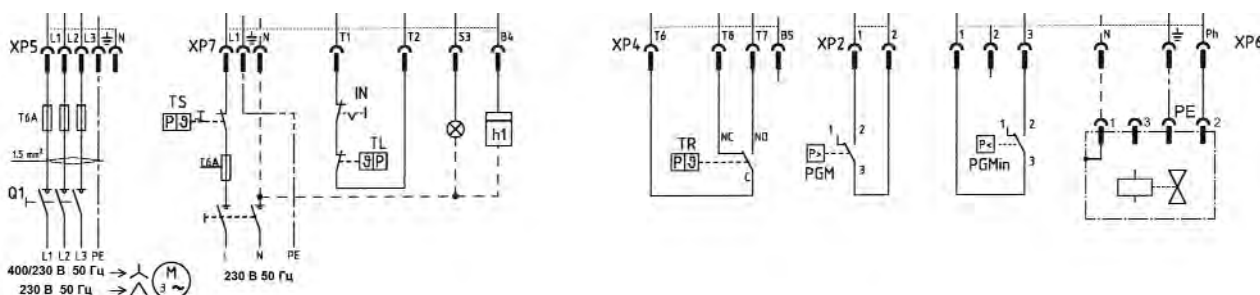 XP5 L1 L2 L3 N
XP7 L1 N T1 T2 S3 B4
XP4 T6 T8 T7 B5
XP2 1 2
1 2 3
N Ph XP6
T6A
1.5 mm²
Q1
L1 L2 L3 PE
400/230 В 50 Гц
230 В 50 Гц
M
3 ~
TS
P θ
T6A
N PE
230 В 50 Гц
IN
TL
θ P
h1
TR
P θ
NC NO
C
P>
PGM
1 2
3
P<
PGMin
1 2
3
1 3 PE 2